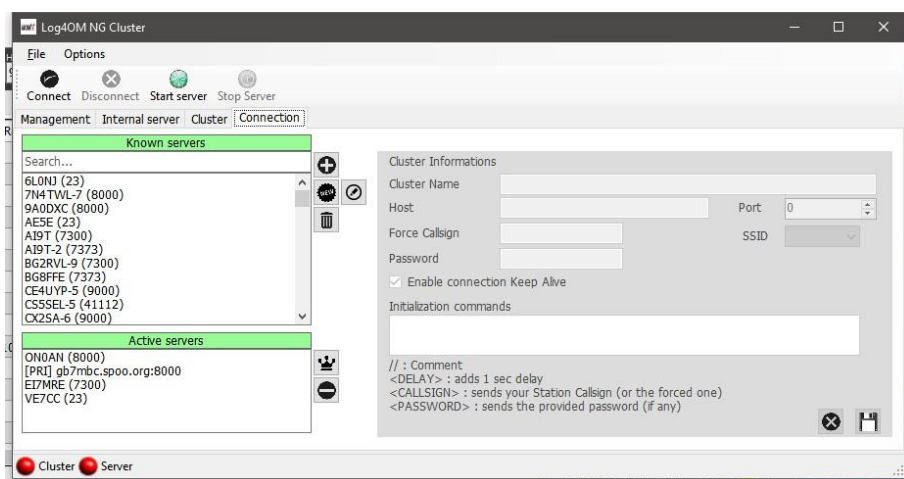 Log4OM NG Cluster
File Options
Connect Disconnect Start server Stop Server
Management Internal server Cluster Connection
Known servers
Search...
6L0NJ (23)
7N4TWL-7 (8000)
9A0DXC (8000)
AE5E (23)
AI9T (7300)
AI9T-2 (7373)
BG2RVL-9 (7300)
BG8FFE (7373)
CE4UYP-5 (9000)
CS5SEL-5 (41112)
CX2SA-6 (9000)
NEW
Active servers
ON0AN (8000)
[PRI] gb7mbc.spoo.org:8000
EI7MRE (7300)
VE7CC (23)
Cluster Informations
Cluster Name
Host Port 0
Force Callsign SSID
Password
Enable connection Keep Alive
Initialization commands
// : Comment
<DELAY> : adds 1 sec delay
<CALLSIGN> : sends your Station Callsign (or the forced one)
<PASSWORD> : sends the provided password (if any)
Cluster Server